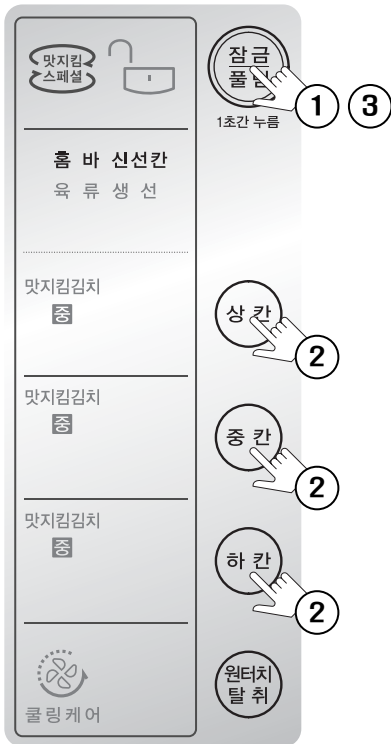 맛지킴
스페셜
잠금
풀림
1초간 누름
① ③
홈 바 신선칸
육 류 생 선
맛지킴김치
중
상 칸
②
맛지킴김치
중
중 칸
②
맛지킴김치
중
하 칸
②
쿨링케어
원터치
탈 취